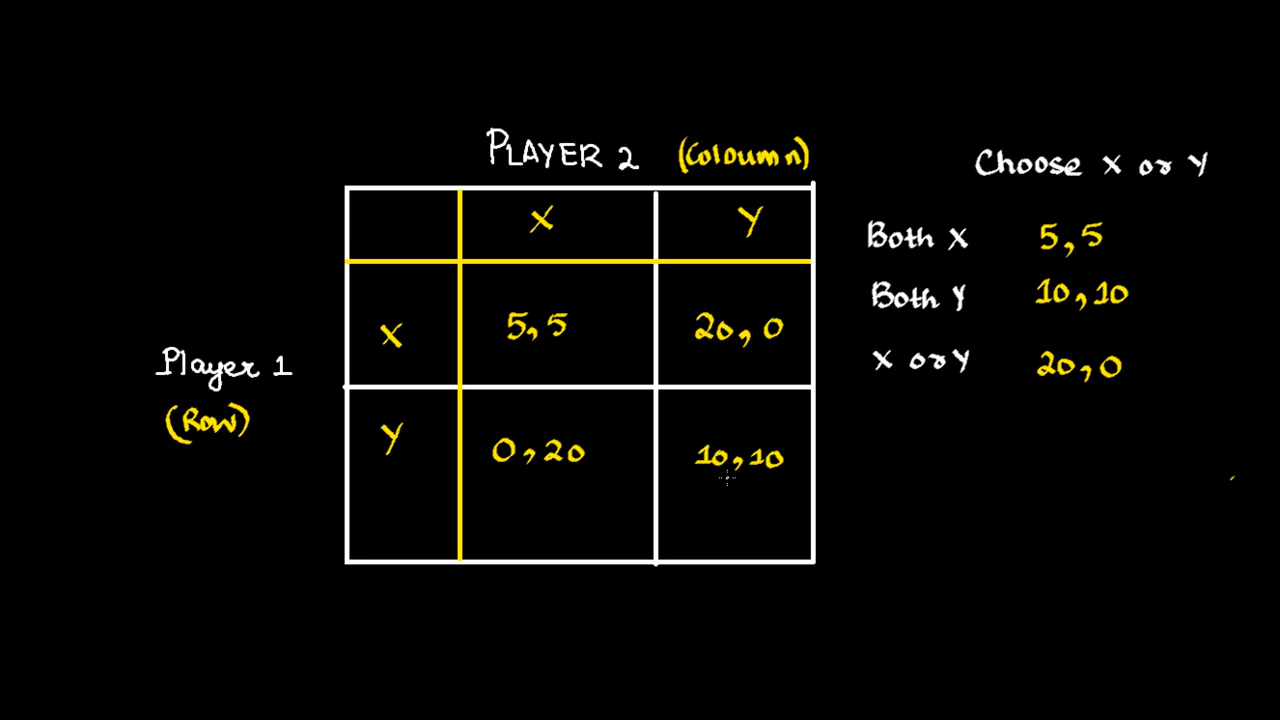 PLAYER 2 (Coloumn)
Choose X or Y
X Y
Both X 5,5
Both Y 10,10
X 5,5 20,0
X or Y 20,0
Player 1
(Row)
Y 0,20 10,10